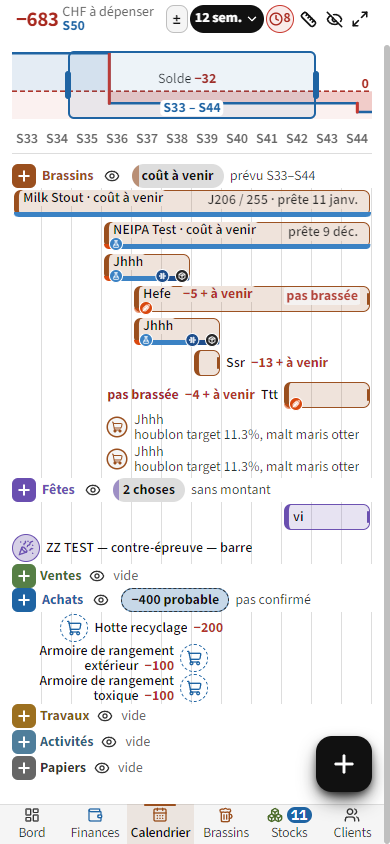 −683 CHF à dépenser
S50
±
12 sem.
8
Solde −32
0
S33 – S44
S33 S34 S35 S36 S37 S38 S39 S40 S41 S42 S43 S44
Brassins coût à venir prévu S33–S44
Milk Stout · coût à venir J206 / 255 · prête 11 janv.
NEIPA Test · coût à venir prête 9 déc.
Jhhh
Hefe −5 + à venir pas brassée
Jhhh
Ssr −13 + à venir
pas brassée −4 + à venir Ttt
Jhhh
houblon target 11.3%, malt maris otter
Jhhh
houblon target 11.3%, malt maris otter
Fêtes 2 choses sans montant
vi
ZZ TEST — contre-épreuve — barre
Ventes vide
Achats −400 probable pas confirmé
Hotte recyclage −200
Armoire de rangement
extérieur −100
Armoire de rangement
toxique −100
Travaux vide
Activités vide
Papiers vide
Bord Finances Calendrier Brassins Stocks 11 Clients